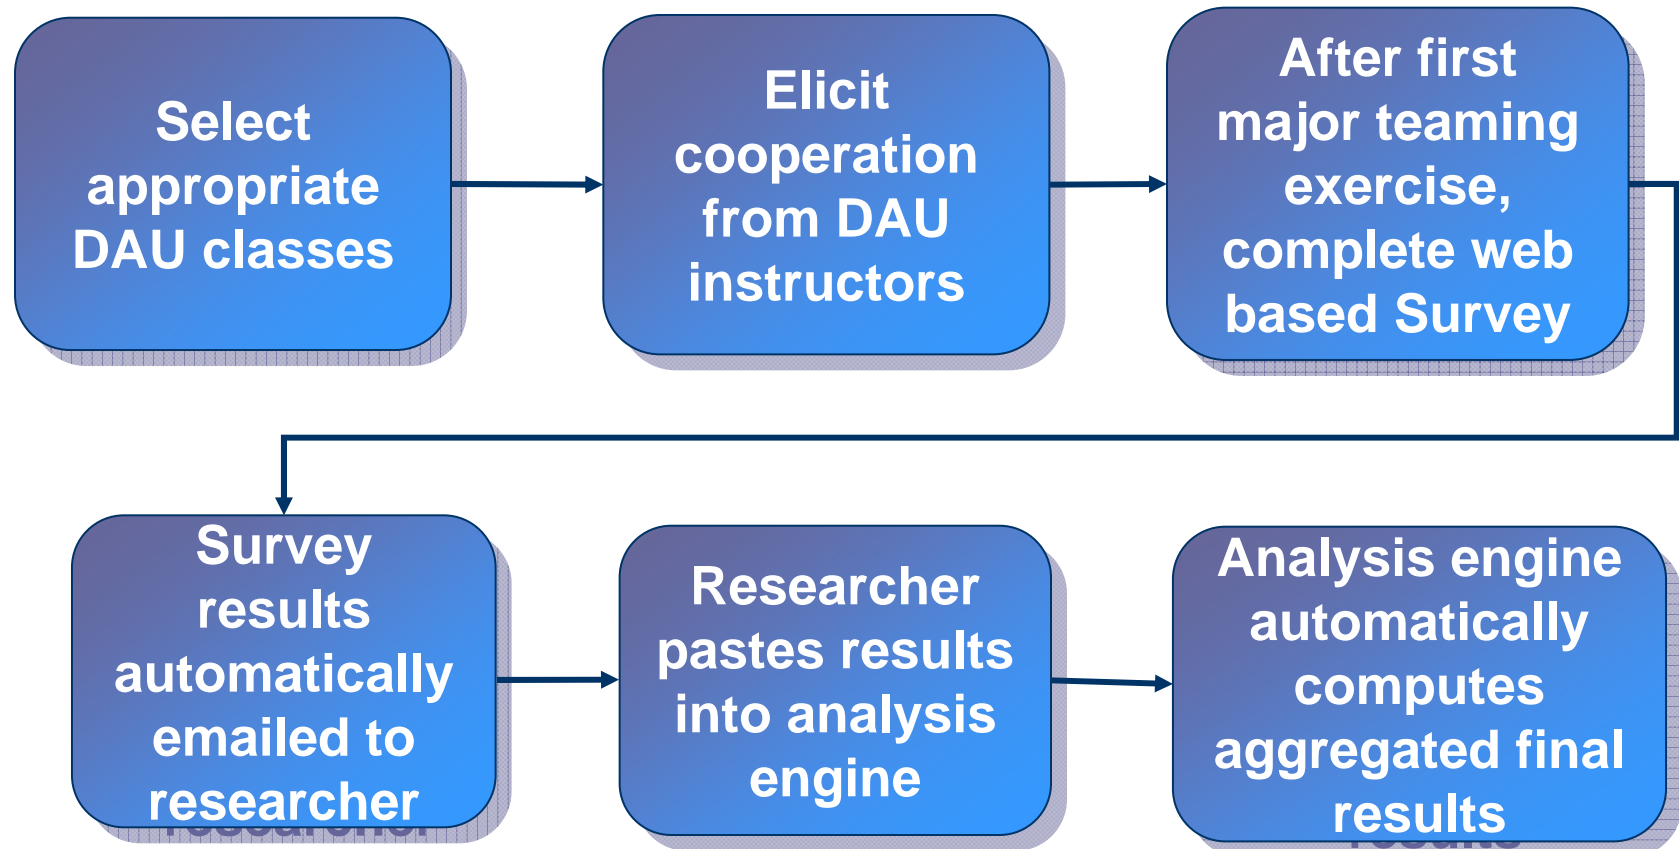 Select
appropriate
DAU classes
Elicit
cooperation
from DAU
instructors
After first
major teaming
exercise,
complete web
based Survey
Survey
results
automatically
emailed to
researcher
Researcher
pastes results
into analysis
engine
Analysis engine
automatically
computes
aggregated final
results